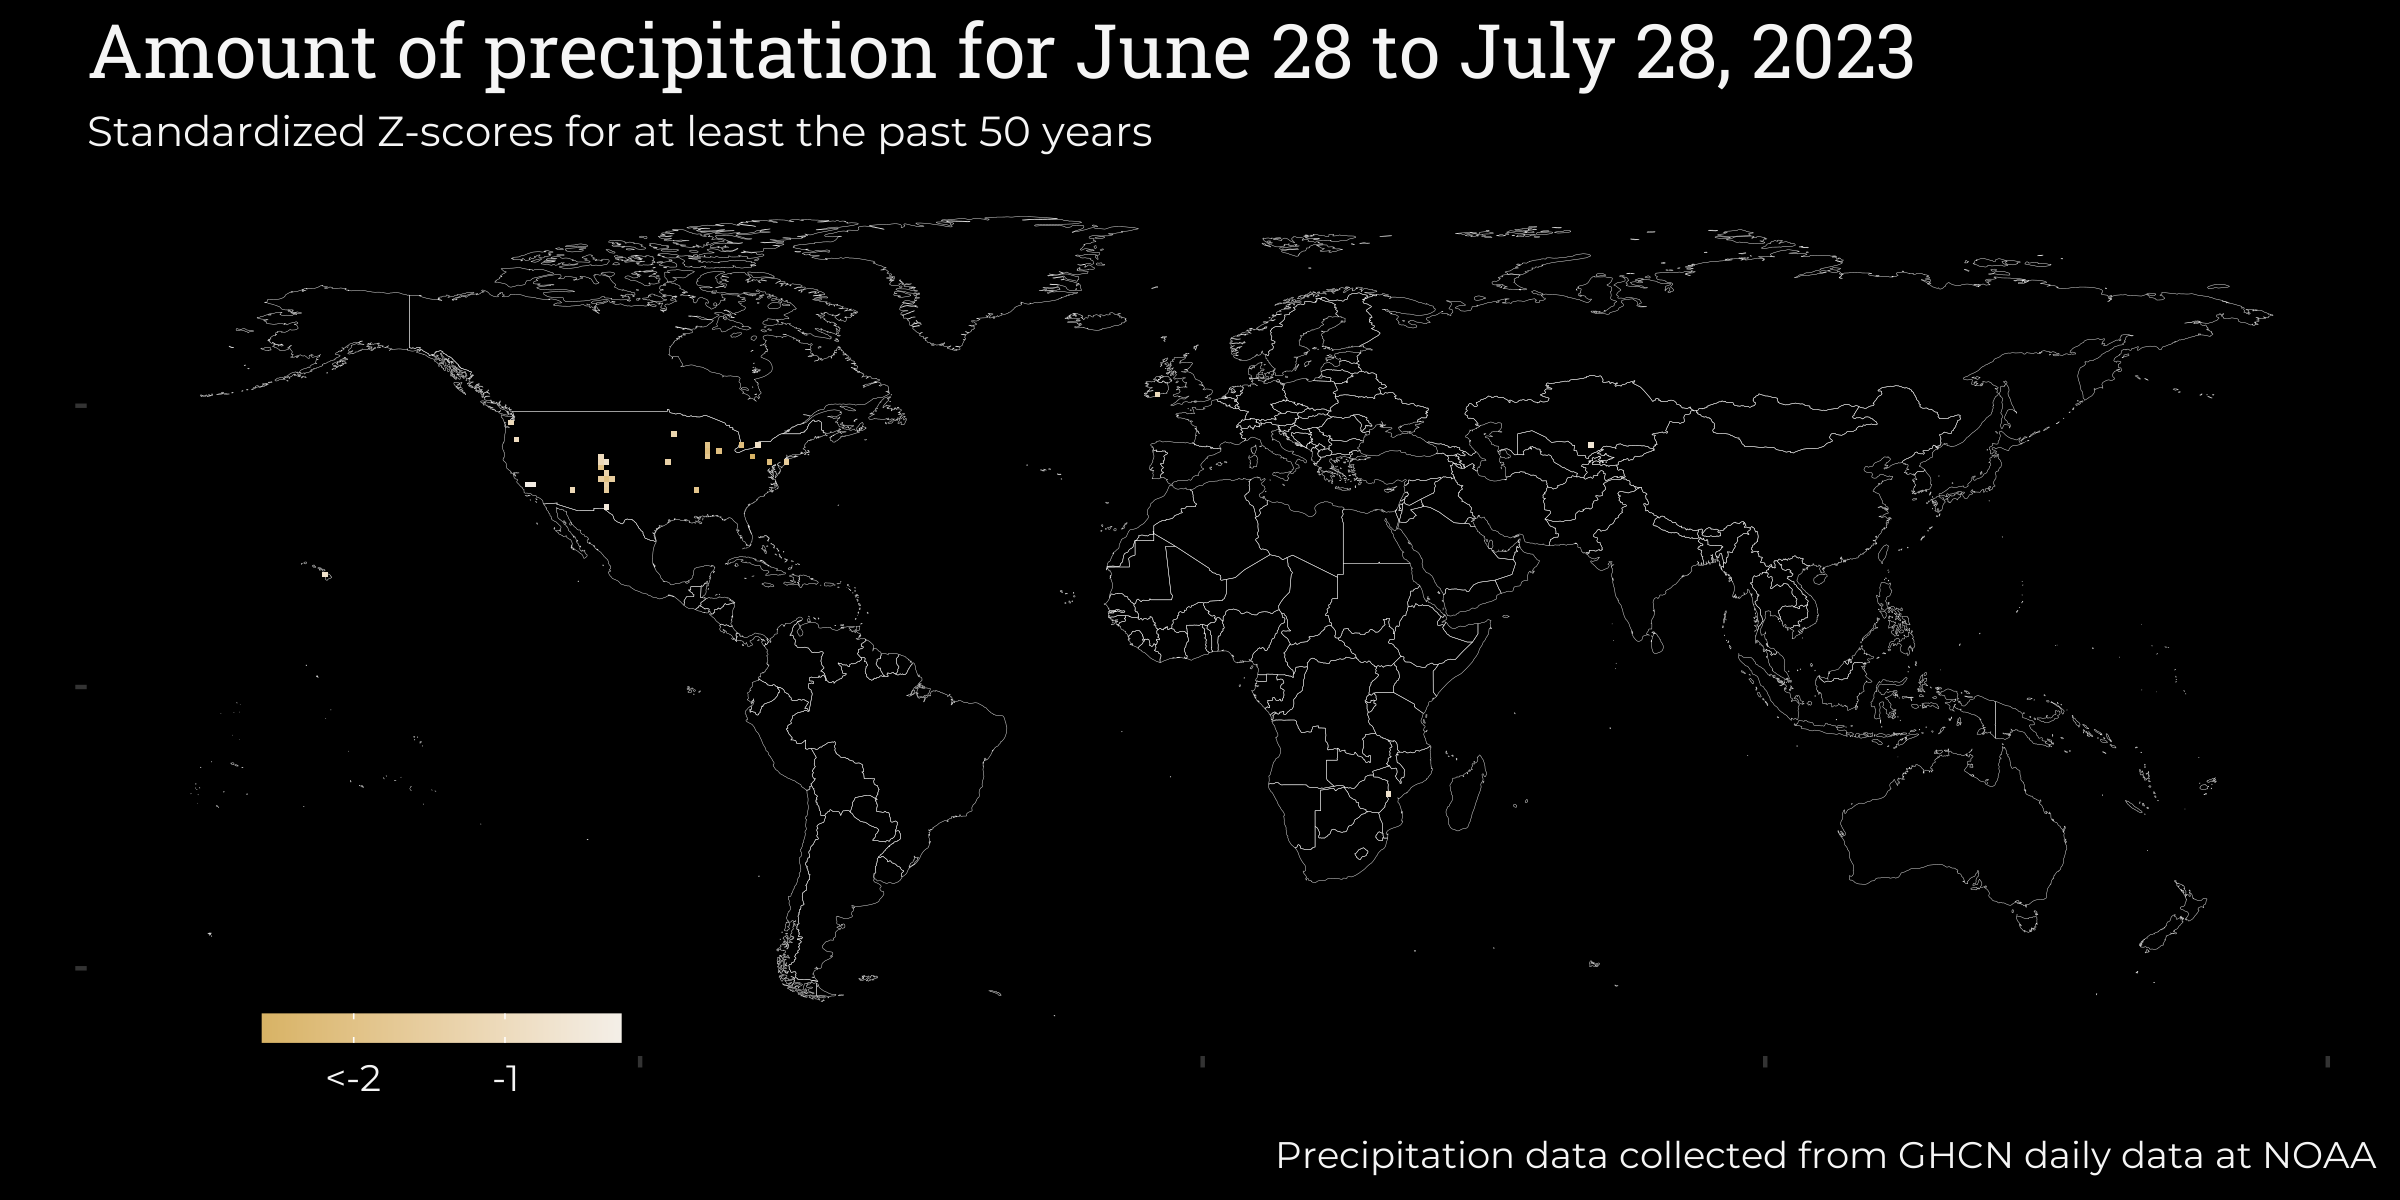 Amount of precipitation for June 28 to July 28, 2023
Standardized Z-scores for at least the past 50 years
<-2 -1
Precipitation data collected from GHCN daily data at NOAA